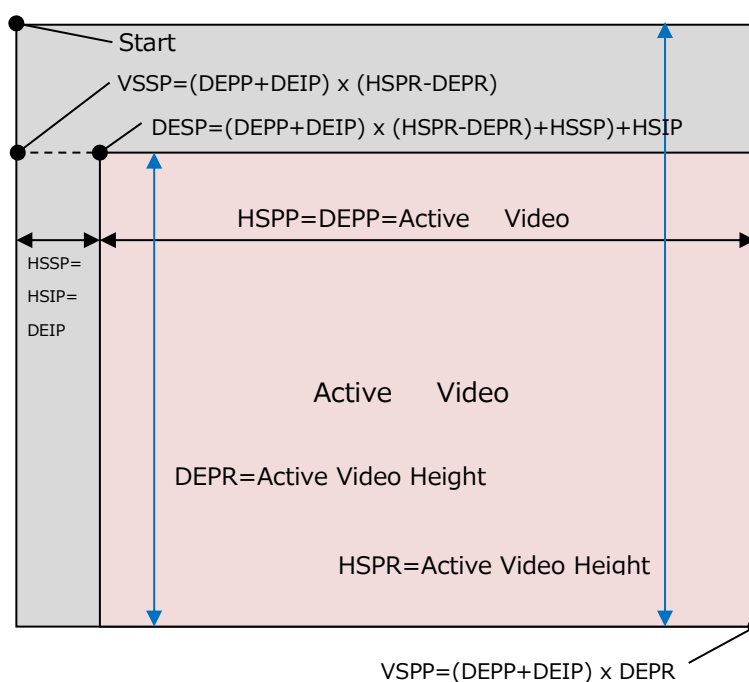 Start
VSSP=(DEPP+DEIP) x (HSPR-DEPR)
DESP=(DEPP+DEIP) x (HSPR-DEPR)+HSSP)+HSIP
HSPP=DEPP=Active Video
HSSP=
HSIP=
DEIP
Active Video
DEPR=Active Video Height
HSPR=Active Video Height
VSPP=(DEPP+DEIP) x DEPR